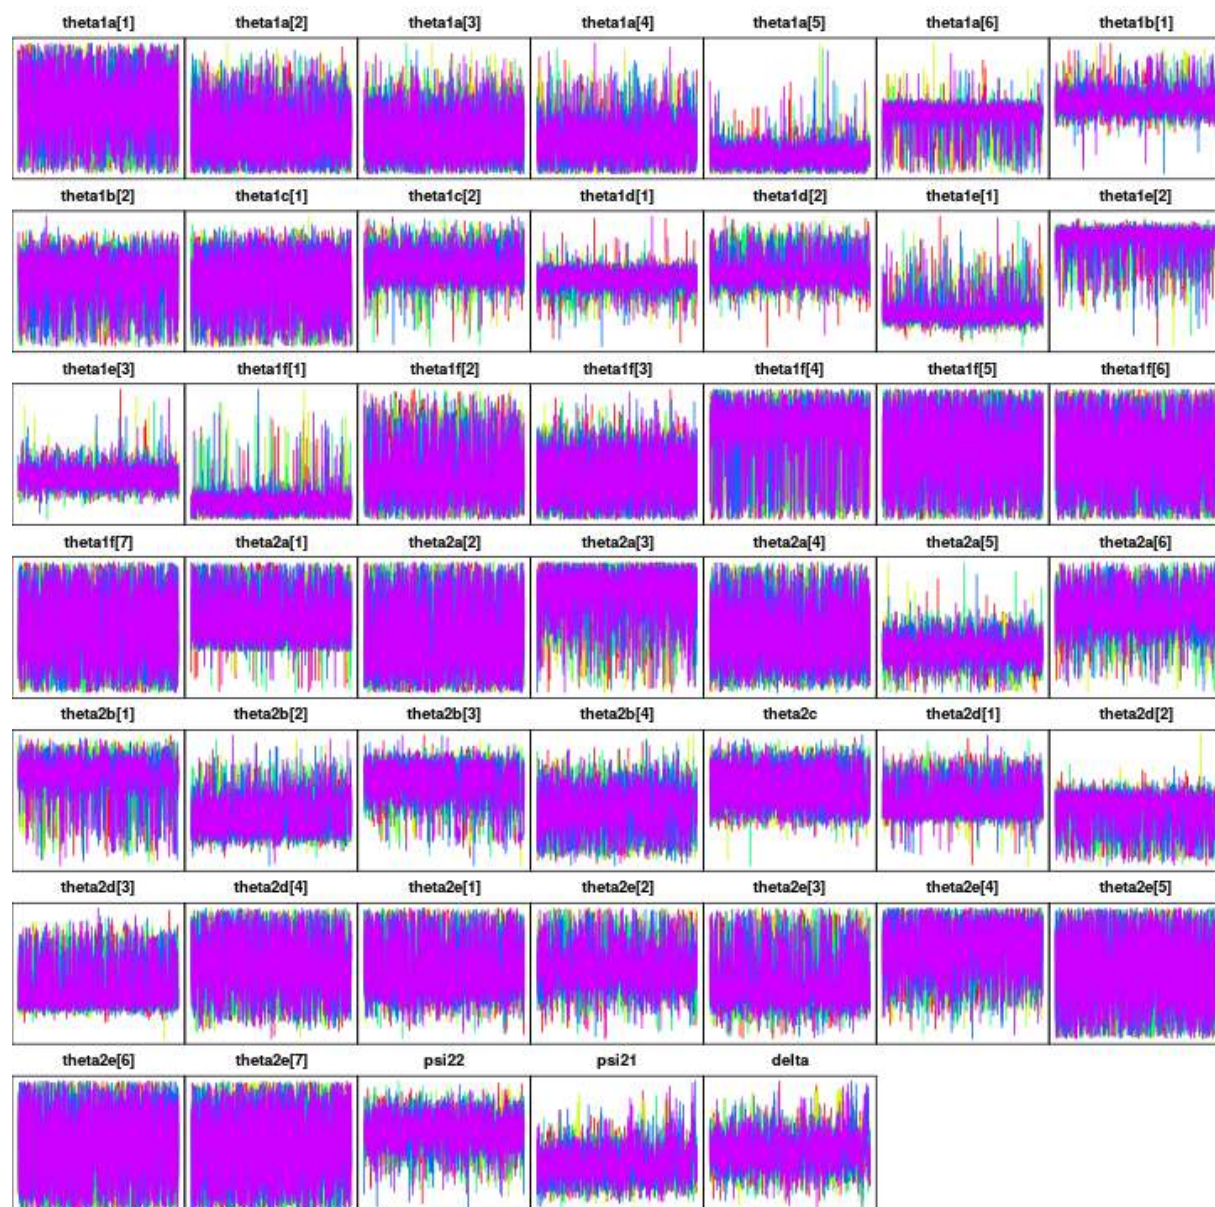 theta1a[1] theta1a[2] theta1a[3] theta1a[4] theta1a[5] theta1a[6] theta1b[1]
theta1b[2] theta1c[1] theta1c[2] theta1d[1] theta1d[2] theta1e[1] theta1e[2]
theta1e[3] theta1f[1] theta1f[2] theta1f[3] theta1f[4] theta1f[5] theta1f[6]
theta1f[7] theta2a[1] theta2a[2] theta2a[3] theta2a[4] theta2a[5] theta2a[6]
theta2b[1] theta2b[2] theta2b[3] theta2b[4] theta2c theta2d[1] theta2d[2]
theta2d[3] theta2d[4] theta2e[1] theta2e[2] theta2e[3] theta2e[4] theta2e[5]
theta2e[6] theta2e[7] psi22 psi21 delta